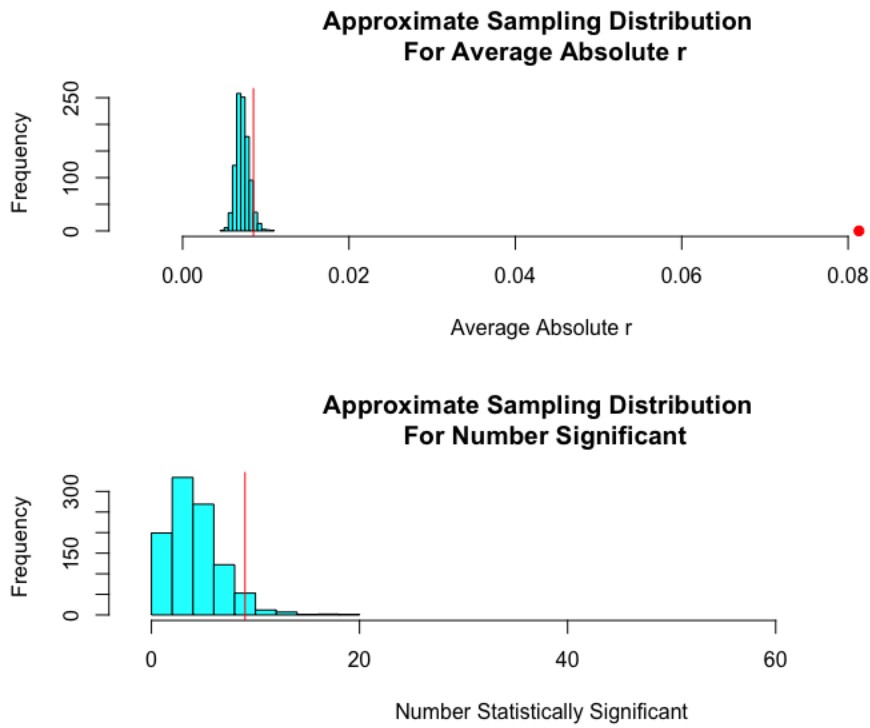 Approximate Sampling Distribution
For Average Absolute r
Frequency
250
100
0
0.00 0.02 0.04 0.06 0.08
Average Absolute r
Approximate Sampling Distribution
For Number Significant
Frequency
300
150
0
0 20 40 60
Number Statistically Significant